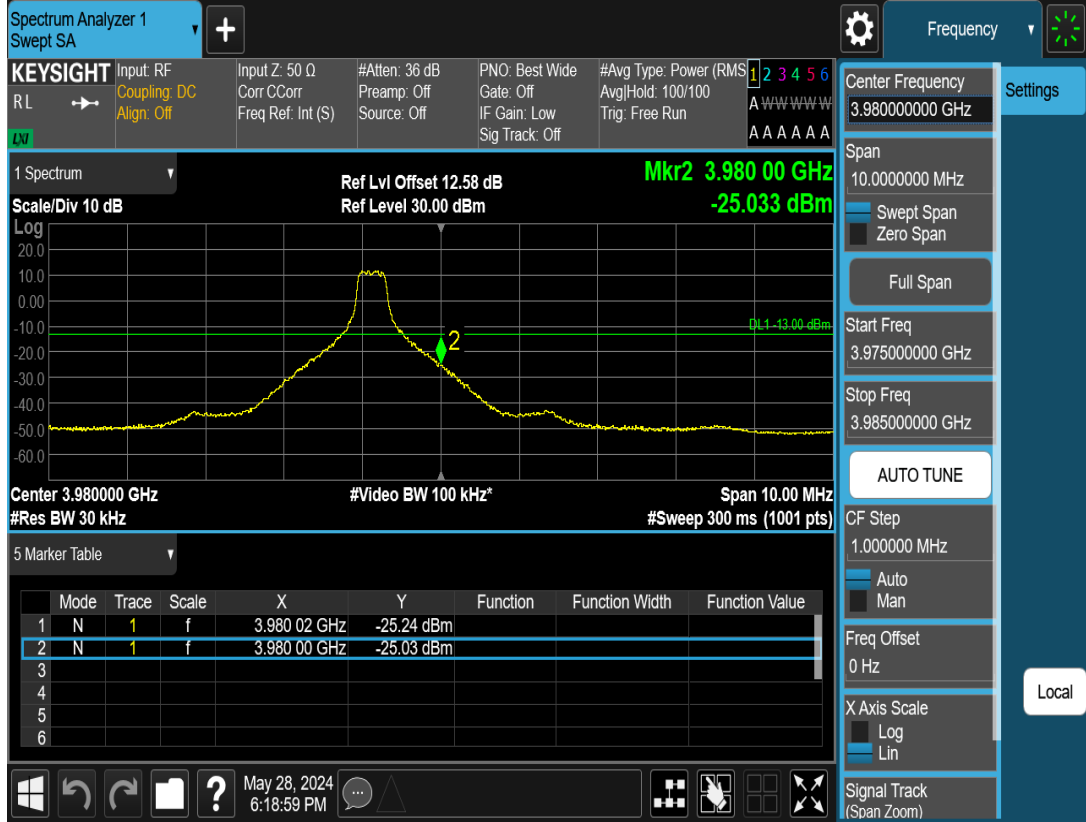 Spectrum Analyzer 1
Swept SA
+
Frequency
KEYSIGHT
RL
LXI
Input: RF
Coupling: DC
Align: Off
Input Z: 50 Ω
Corr CCorr
Freq Ref: Int (S)
#Atten: 36 dB
Preamp: Off
Source: Off
PNO: Best Wide
Gate: Off
IF Gain: Low
Sig Track: Off
#Avg Type: Power (RMS
Avg|Hold: 100/100
Trig: Free Run
1 2 3 4 5 6
A W W W W W
A A A A A A
1 Spectrum
Scale/Div 10 dB
Ref Lvl Offset 12.58 dB
Ref Level 30.00 dBm
Mkr2 3.980 00 GHz
-25.033 dBm
Log
20.0
10.0
0.00
-10.0
-20.0
-30.0
-40.0
-50.0
-60.0
DL1 -13.00 dBm
2
Center 3.980000 GHz
#Video BW 100 kHz*
Span 10.00 MHz
#Res BW 30 kHz
#Sweep 300 ms (1001 pts)
5 Marker Table
Mode Trace Scale X Y Function Function Width Function Value
1 N 1 f 3.980 02 GHz -25.24 dBm
2 N 1 f 3.980 00 GHz -25.03 dBm
3
4
5
6
?
May 28, 2024
6:18:59 PM
Center Frequency
3.980000000 GHz
Settings
Span
10.0000000 MHz
Swept Span
Zero Span
Full Span
Start Freq
3.975000000 GHz
Stop Freq
3.985000000 GHz
AUTO TUNE
CF Step
1.000000 MHz
Auto
Man
Freq Offset
0 Hz
Local
X Axis Scale
Log
Lin
Signal Track
(Span Zoom)